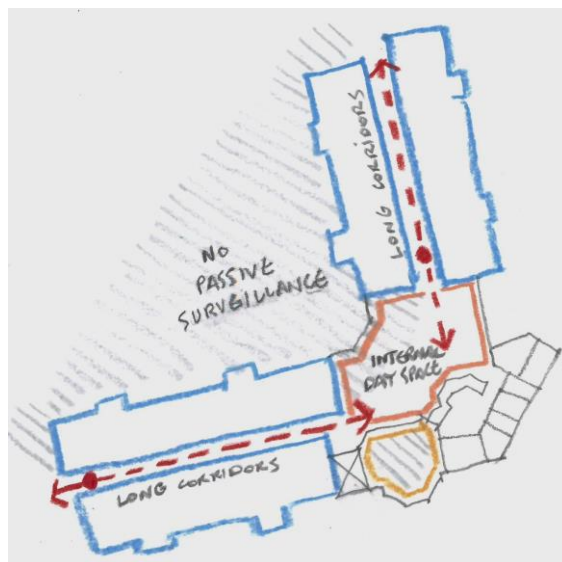 LONG CORRIDORS
NO
PASSIVE
SURVEILLANCE
INTERNAL
DAY SPACE
LONG CORRIDORS